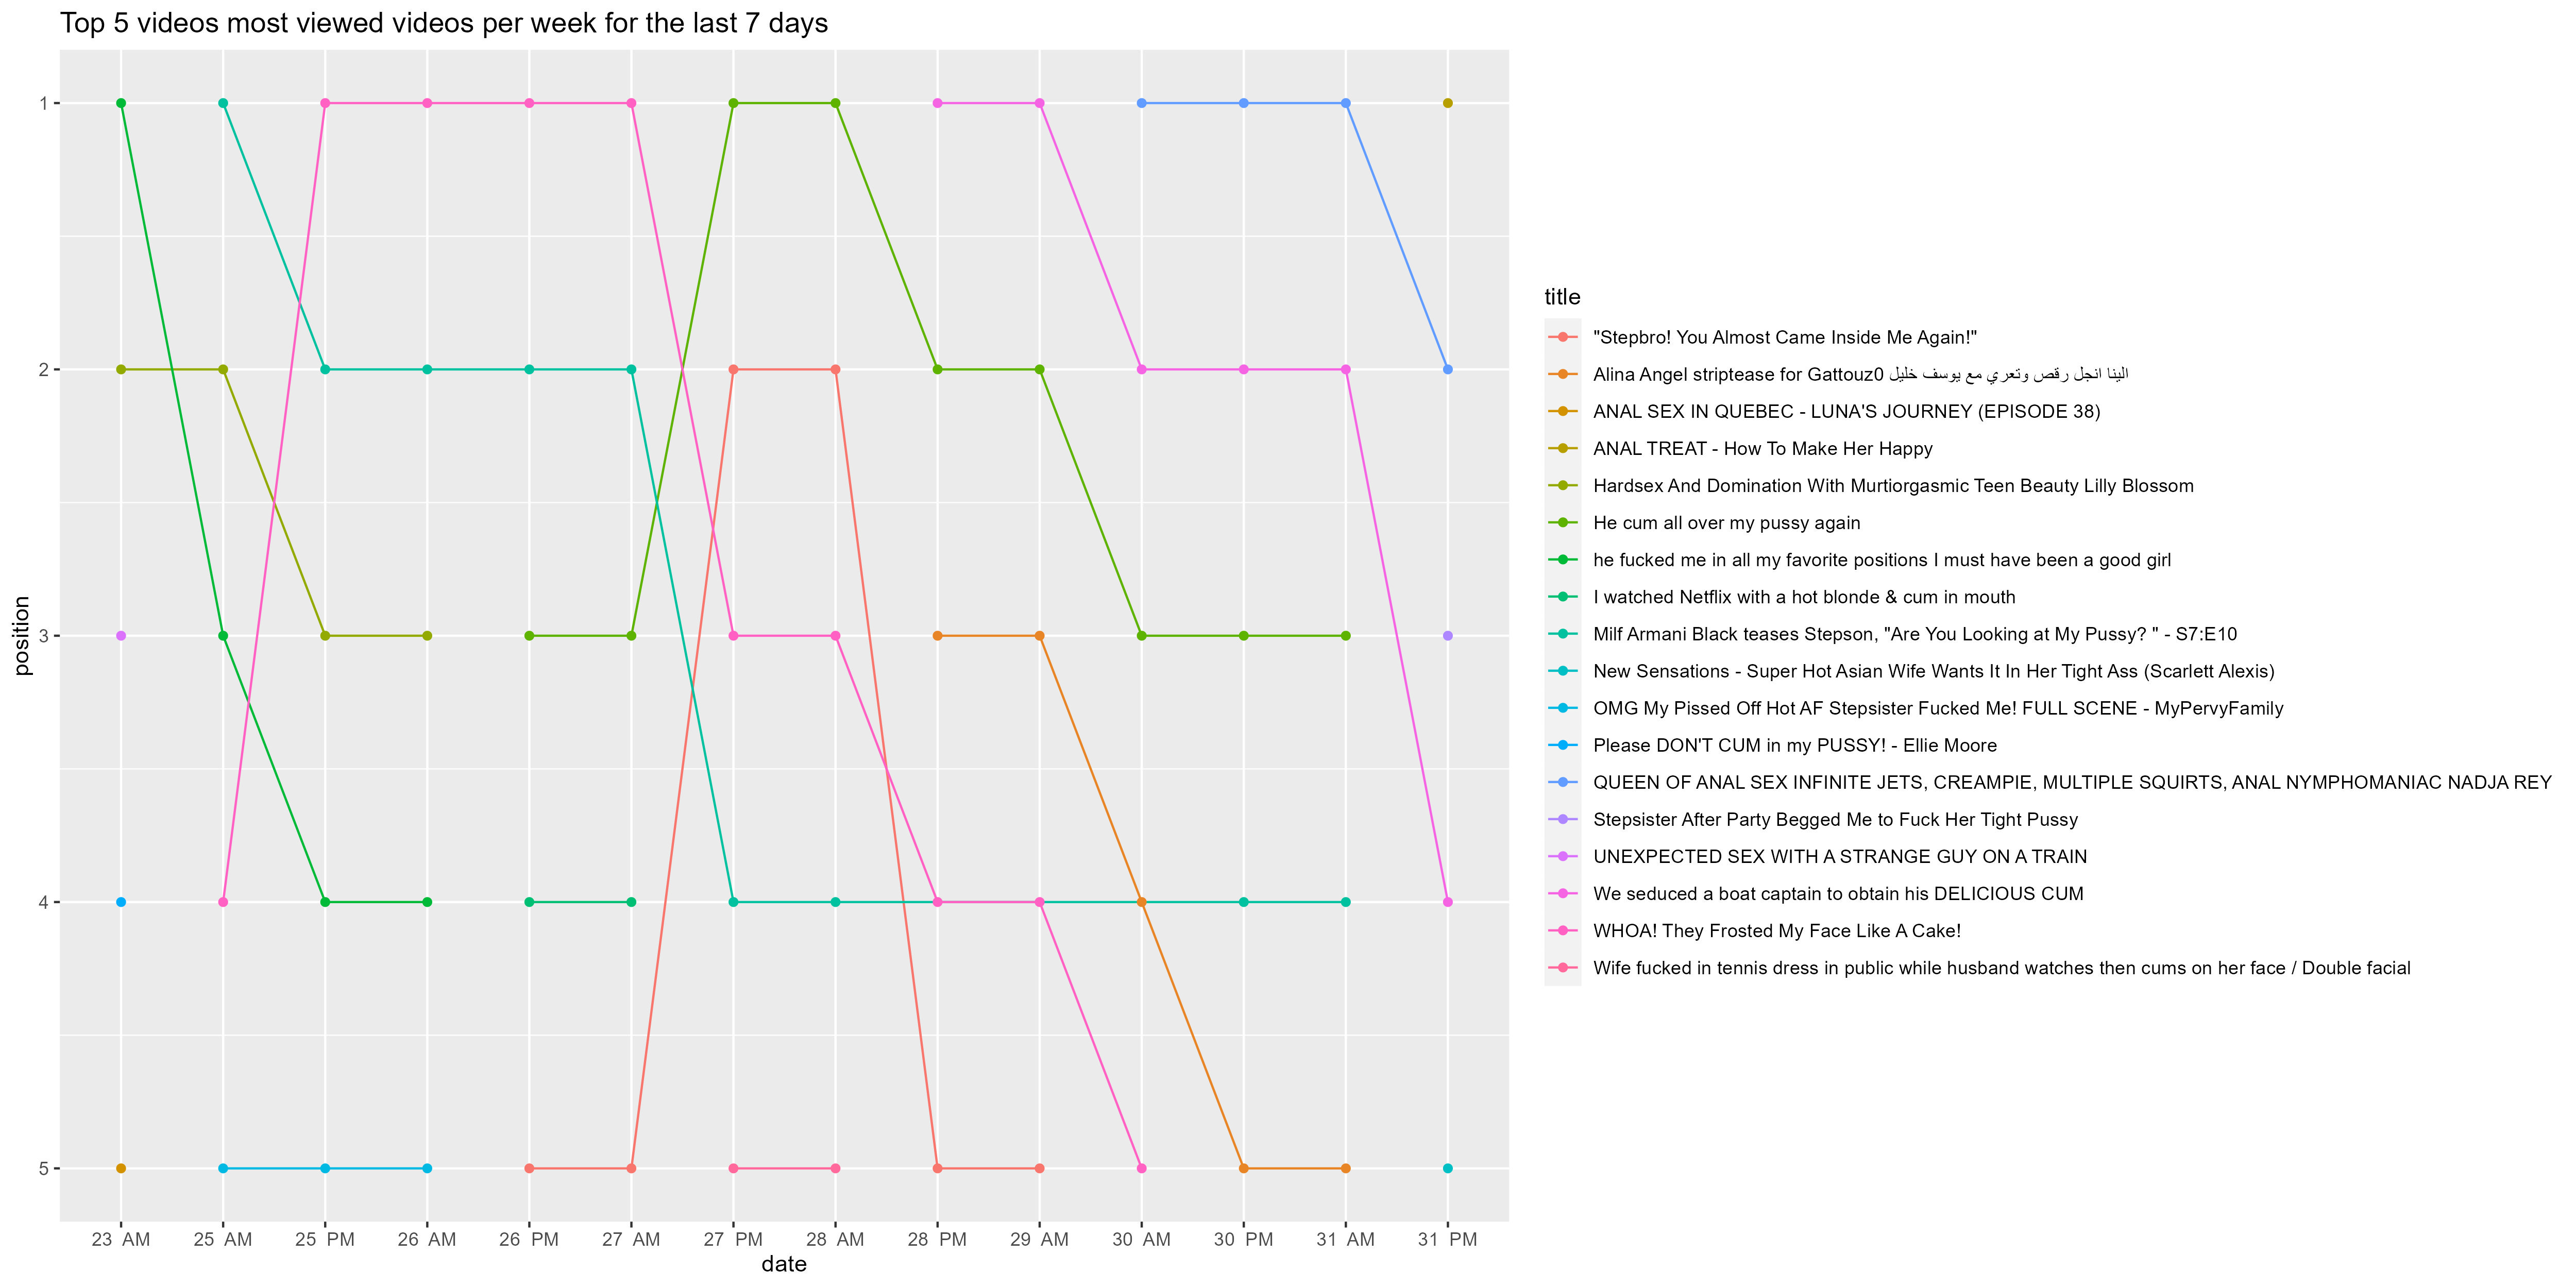 Top 5 videos most viewed videos per week for the last 7 days
position
1
2
3
4
5
23 AM 25 AM 25 PM 26 AM 26 PM 27 AM 27 PM 28 AM 28 PM 29 AM 30 AM 30 PM 31 AM 31 PM
date
title
"Stepbro! You Almost Came Inside Me Again!"
Alina Angel striptease for Gattouz0 الينا انجل رقص وتعري مع يوسف خليل
ANAL SEX IN QUEBEC - LUNA'S JOURNEY (EPISODE 38)
ANAL TREAT - How To Make Her Happy
Hardsex And Domination With Murtiorgasmic Teen Beauty Lilly Blossom
He cum all over my pussy again
he fucked me in all my favorite positions I must have been a good girl
I watched Netflix with a hot blonde & cum in mouth
Milf Armani Black teases Stepson, "Are You Looking at My Pussy? " - S7:E10
New Sensations - Super Hot Asian Wife Wants It In Her Tight Ass (Scarlett Alexis)
OMG My Pissed Off Hot AF Stepsister Fucked Me! FULL SCENE - MyPervyFamily
Please DON'T CUM in my PUSSY! - Ellie Moore
QUEEN OF ANAL SEX INFINITE JETS, CREAMPIE, MULTIPLE SQUIRTS, ANAL NYMPHOMANIAC NADJA REY
Stepsister After Party Begged Me to Fuck Her Tight Pussy
UNEXPECTED SEX WITH A STRANGE GUY ON A TRAIN
We seduced a boat captain to obtain his DELICIOUS CUM
WHOA! They Frosted My Face Like A Cake!
Wife fucked in tennis dress in public while husband watches then cums on her face / Double facial